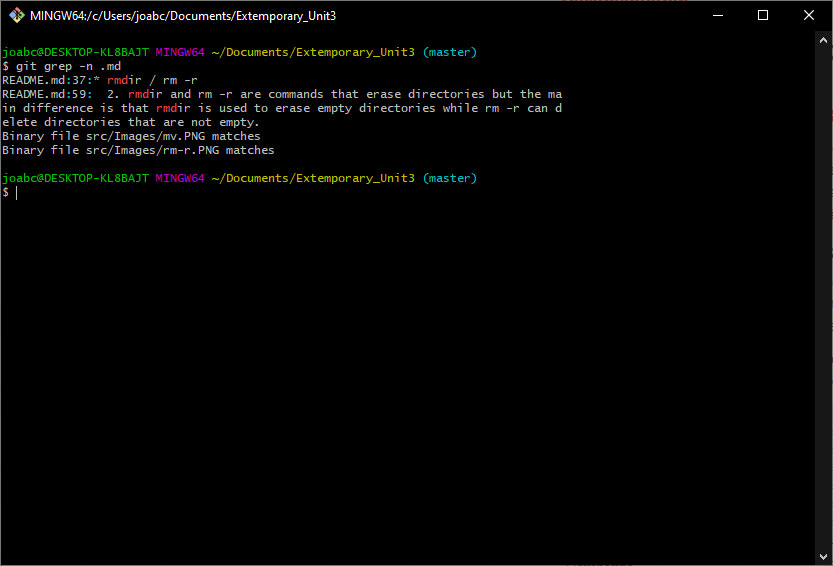 MINGW64:/c/Users/joabc/Documents/Extemporary_Unit3
joabc@DESKTOP-KL8BAJT MINGW64 ~/Documents/Extemporary_Unit3 (master)
$ git grep -n .md
README.md:37:* rmdir / rm -r
README.md:59:  2. rmdir and rm -r are commands that erase directories but the ma
in difference is that rmdir is used to erase empty directories while rm -r can d
elete directories that are not empty.
Binary file src/Images/mv.PNG matches
Binary file src/Images/rm-r.PNG matches
joabc@DESKTOP-KL8BAJT MINGW64 ~/Documents/Extemporary_Unit3 (master)
$